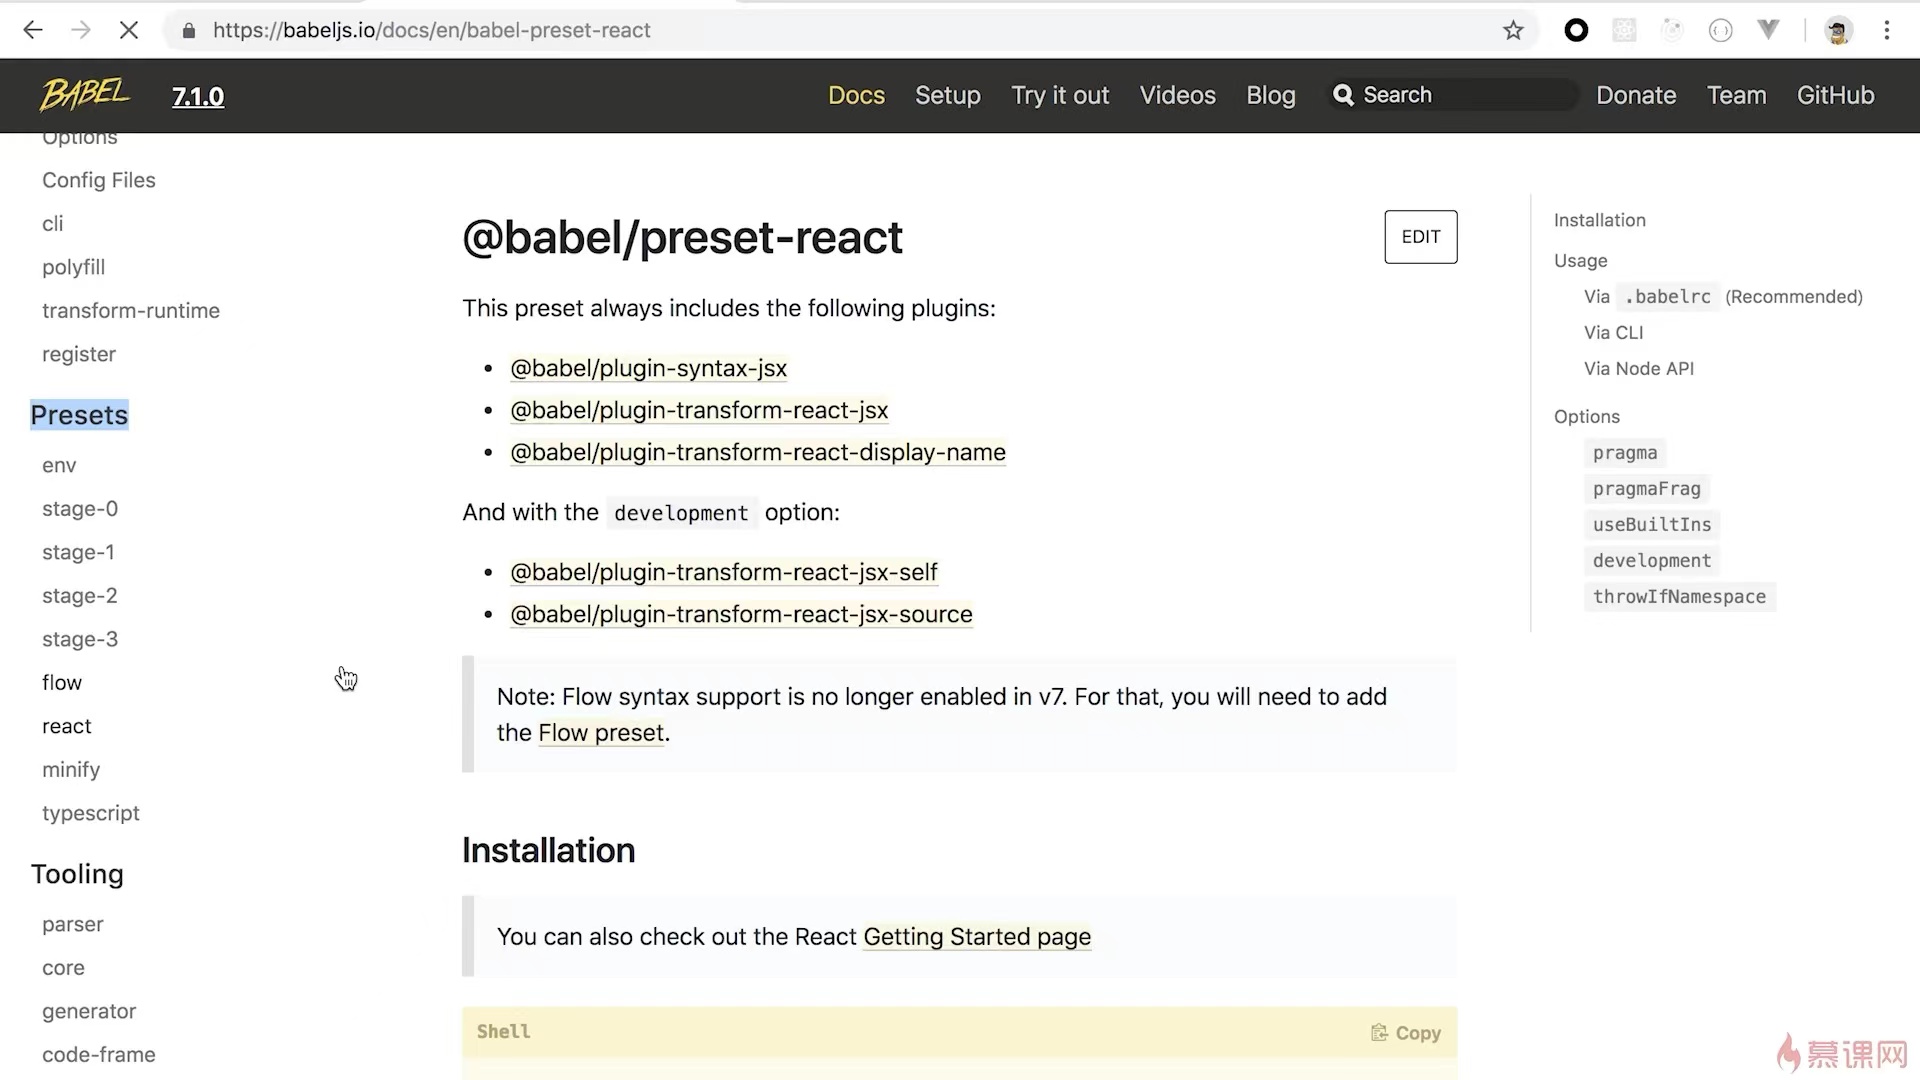 https://babeljs.io/docs/en/babel-preset-react
BABEL
7.1.0
Docs
Setup
Try it out
Videos
Blog
Search
Donate
Team
GitHub
Options
Config Files
cli
polyfill
transform-runtime
register
Presets
env
stage-0
stage-1
stage-2
stage-3
flow
react
minify
typescript
Tooling
parser
core
generator
code-frame
@babel/preset-react
EDIT
This preset always includes the following plugins:
@babel/plugin-syntax-jsx
@babel/plugin-transform-react-jsx
@babel/plugin-transform-react-display-name
And with the development option:
@babel/plugin-transform-react-jsx-self
@babel/plugin-transform-react-jsx-source
Note: Flow syntax support is no longer enabled in v7. For that, you will need to add
the Flow preset.
Installation
You can also check out the React Getting Started page
Shell
Copy
Installation
Usage
Via .babelrc (Recommended)
Via CLI
Via Node API
Options
pragma
pragmaFrag
useBuiltIns
development
throwIfNamespace
慕课网